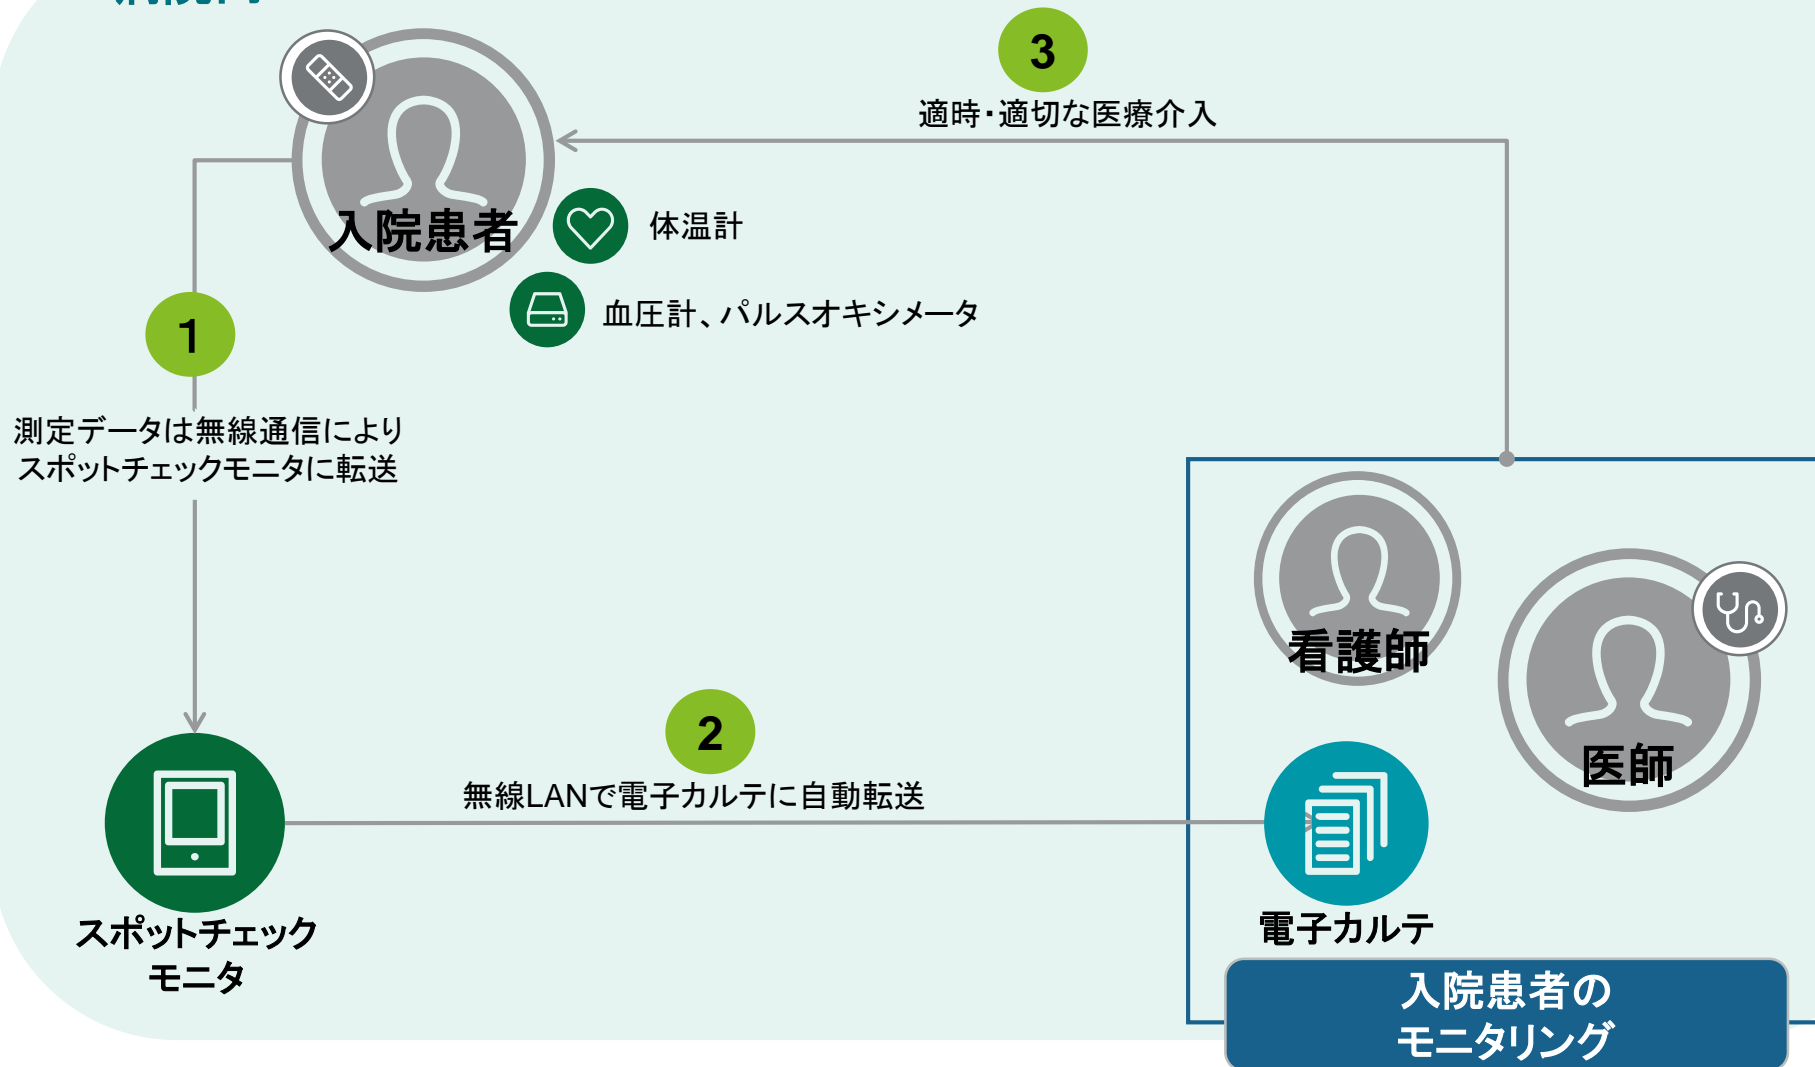 3
適時・適切な医療介入
入院患者
体温計
血圧計、パルスオキシメータ
1
測定データは無線通信により
スポットチェックモニタに転送
看護師
医師
2
無線LANで電子カルテに自動転送
スポットチェック
モニタ
電子カルテ
入院患者の
モニタリング